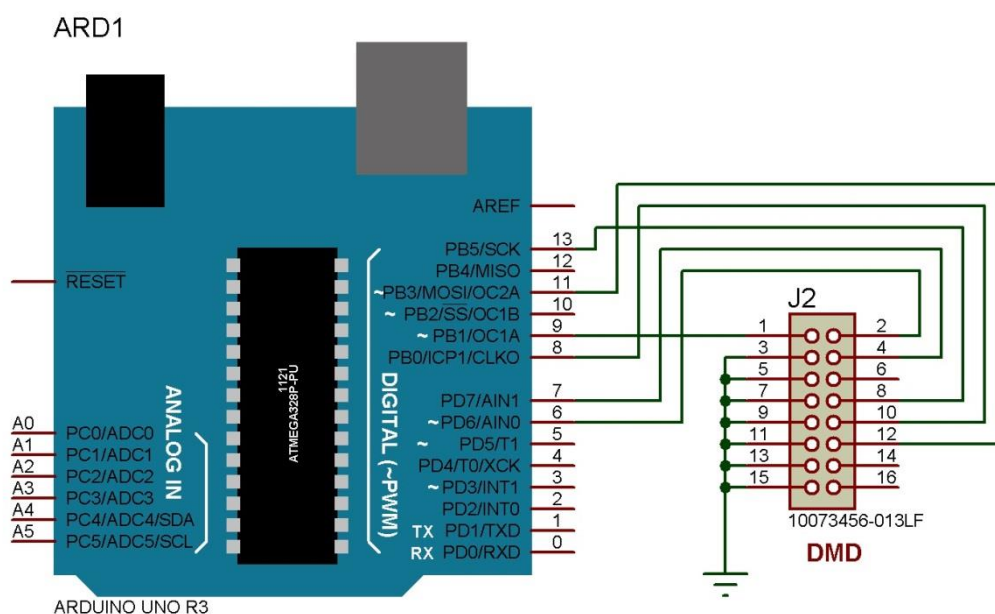 ARD1
AREF
RESET
PB5/SCK 13
PB4/MISO 12
~PB3/MOSI/OC2A 11
~ PB2/SS/OC1B 10
~ PB1/OC1A 9
PB0/ICP1/CLKO 8
PD7/AIN1 7
~ PD6/AIN0 6
~ PD5/T1 5
PD4/T0/XCK 4
~ PD3/INT1 3
PD2/INT0 2
TX PD1/TXD 1
RX PD0/RXD 0
DIGITAL (~PWM)
1121
ATMEGA328P-PU
ANALOG IN
A0 PC0/ADC0
A1 PC1/ADC1
A2 PC2/ADC2
A3 PC3/ADC3
A4 PC4/ADC4/SDA
A5 PC5/ADC5/SCL
ARDUINO UNO R3
J2
1 2
3 4
5 6
7 8
9 10
11 12
13 14
15 16
10073456-013LF
DMD